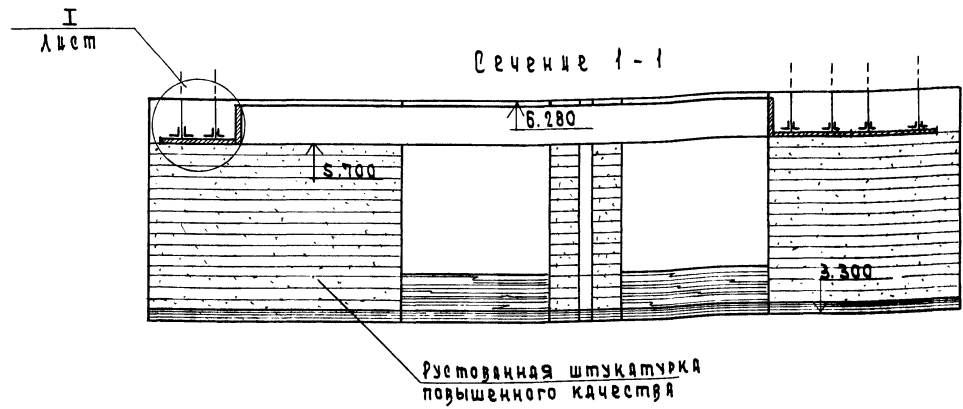 I
Лист
Сечение 1-1
6.280
5.700
3.300
Рустованная штукатурка
повышенного качества